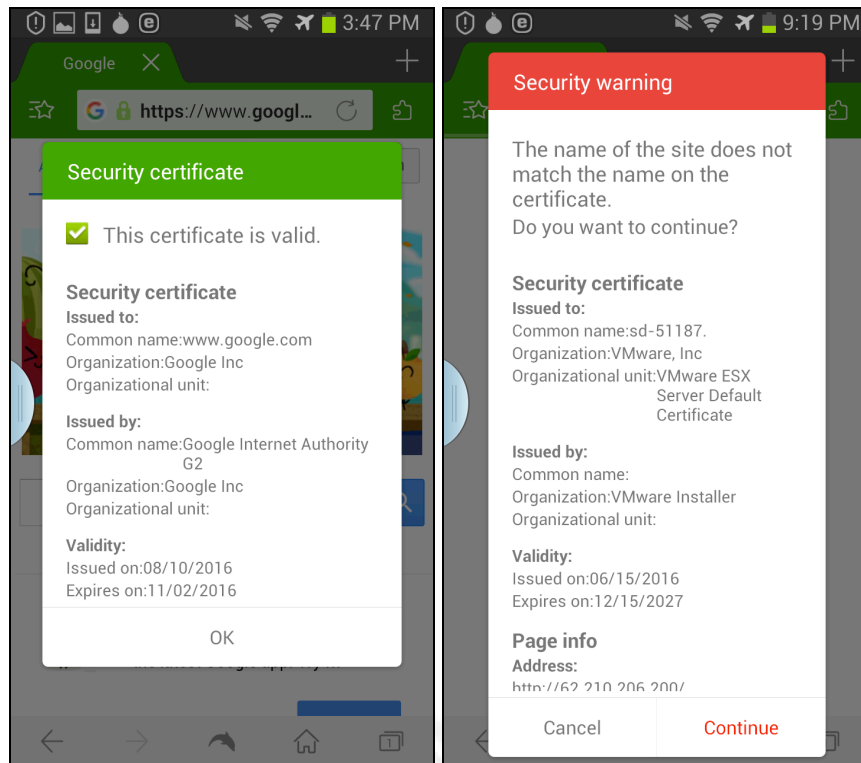 3:47 PM
Google
https://www.googl...
Security certificate
This certificate is valid.
Security certificate
Issued to:
Common name:www.google.com
Organization:Google Inc
Organizational unit:
Issued by:
Common name:Google Internet Authority
G2
Organization:Google Inc
Organizational unit:
Validity:
Issued on:08/10/2016
Expires on:11/02/2016
OK
1
9:19 PM
Security warning
The name of the site does not
match the name on the
certificate.
Do you want to continue?
Security certificate
Issued to:
Common name:sd-51187.
Organization:VMware, Inc
Organizational unit:VMware ESX
Server Default
Certificate
Issued by:
Common name:
Organization:VMware Installer
Organizational unit:
Validity:
Issued on:06/15/2016
Expires on:12/15/2027
Page info
Address:
http://62.210.206.200/
Cancel
Continue